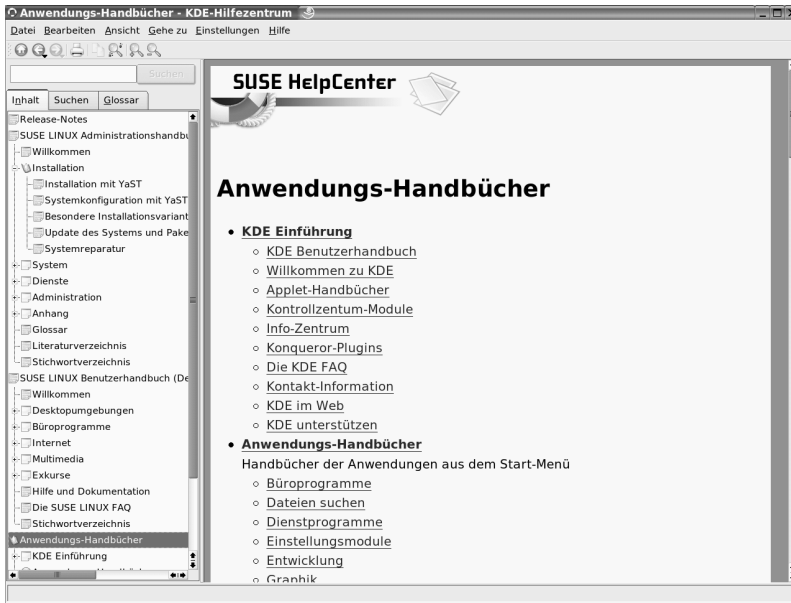 Anwendungs-Handbücher - KDE-Hilfezentrum
Datei Bearbeiten Ansicht Gehe zu Einstellungen Hilfe
Suchen
Inhalt Suchen Glossar
Release-Notes
SUSE LINUX Administrationshandbu
Willkommen
Installation
Installation mit YaST
Systemkonfiguration mit YaST
Besondere Installationsvariant
Update des Systems und Pake
Systemreparatur
System
Dienste
Administration
Anhang
Glossar
Literaturverzeichnis
Stichwortverzeichnis
SUSE LINUX Benutzerhandbuch (De
Willkommen
Desktopumgebungen
Büroprogramme
Internet
Multimedia
Exkurse
Hilfe und Dokumentation
Die SUSE LINUX FAQ
Stichwortverzeichnis
Anwendungs-Handbücher
KDE Einführung
SUSE HelpCenter
Anwendungs-Handbücher
KDE Einführung
KDE Benutzerhandbuch
Willkommen zu KDE
Applet-Handbücher
Kontrollzentum-Module
Info-Zentrum
Konqueror-Plugins
Die KDE FAQ
Kontakt-Information
KDE im Web
KDE unterstützen
Anwendungs-Handbücher
Handbücher der Anwendungen aus dem Start-Menü
Büroprogramme
Dateien suchen
Dienstprogramme
Einstellungsmodule
Entwicklung
Graphik